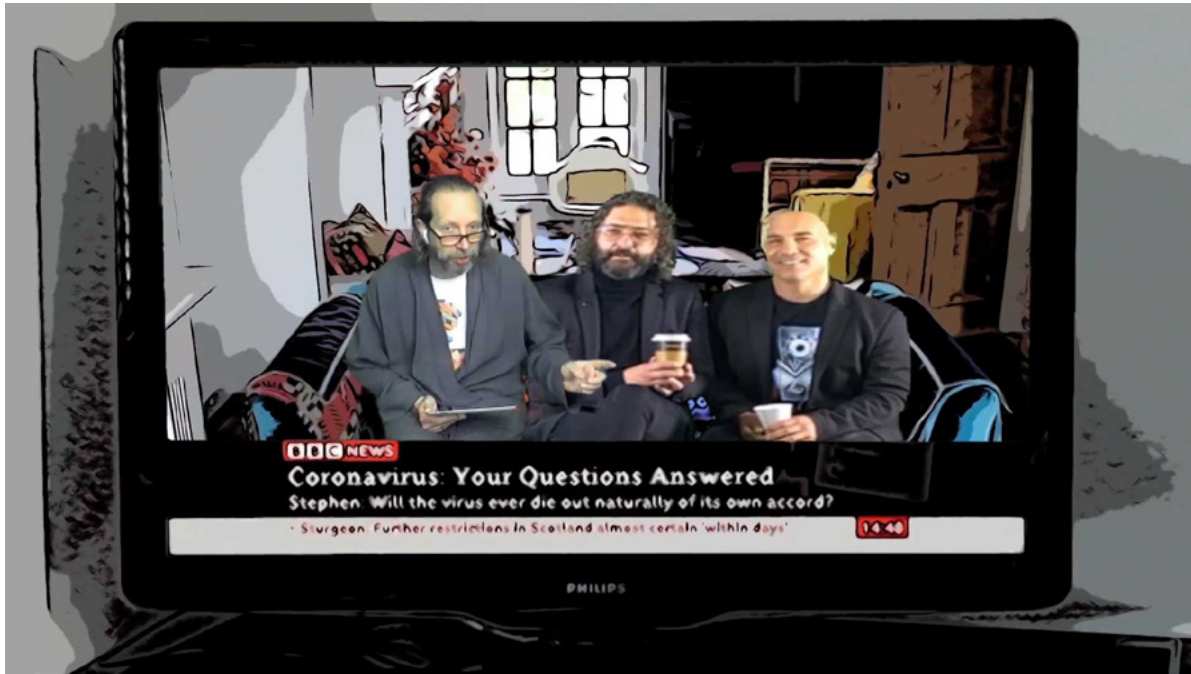 BBC NEWS
Coronavirus: Your Questions Answered
Stephen: Will the virus ever die out naturally of its own accord?
• Sturgeon: Further restrictions in Scotland almost certain 'within days'
14:40
PHILIPS